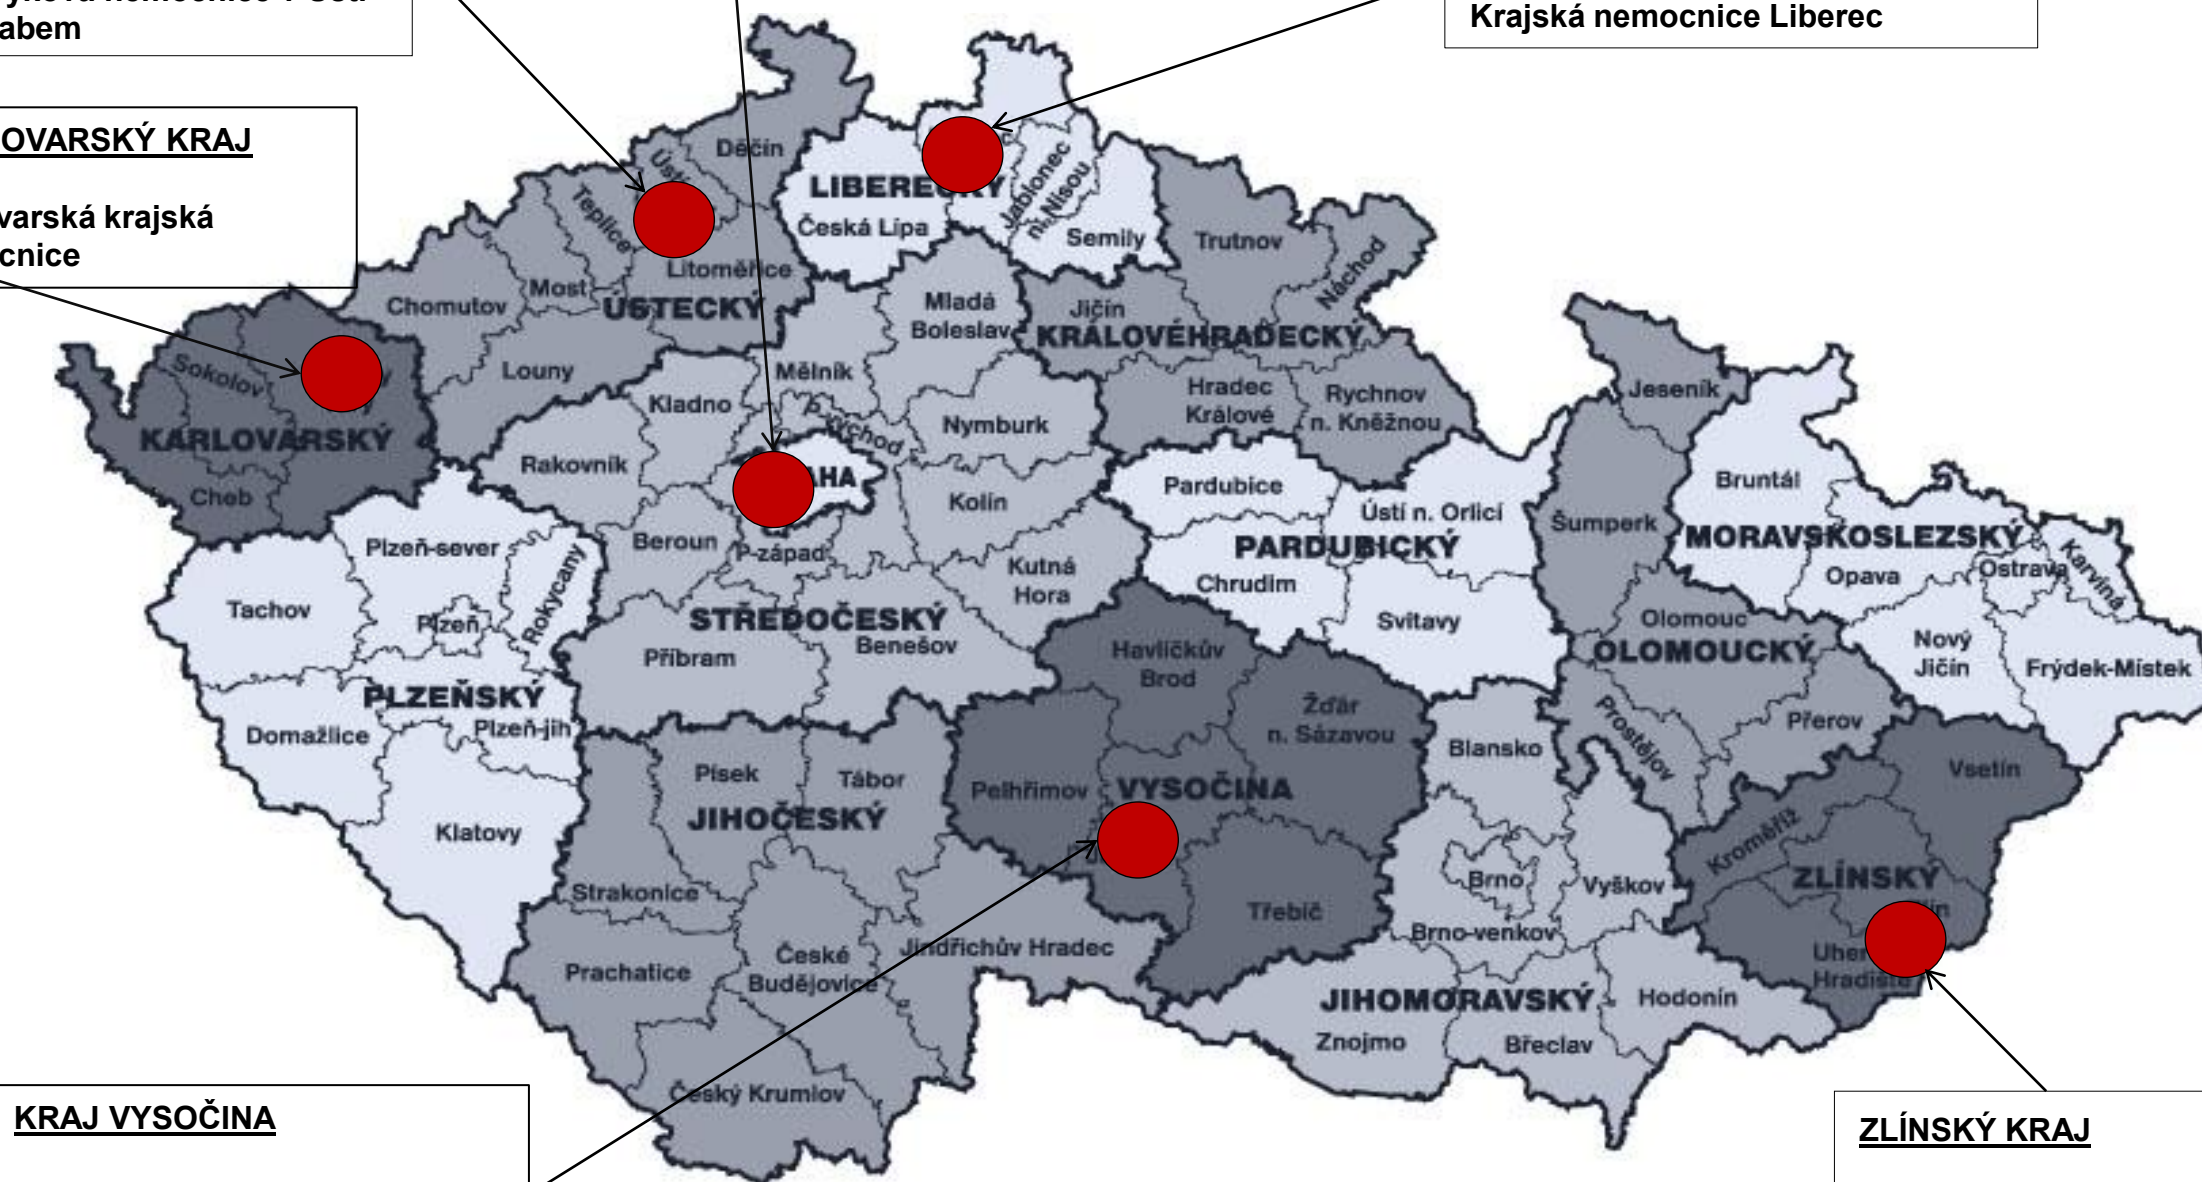 Krajská nemocnice Liberec
OVARSKÝ KRAJ
varská krajská
cnice
Děčín
Teplice
LIBERECKÝ
Česká Lípa
Jablonec
n. Nisou
Semily
Trutnov
Náchod
Litoměřice
Most
Chomutov
ÚSTECKÝ
Louny
Mladá
Boleslav
Jičín
KRÁLOVÉHRADECKÝ
Hradec
Králové
Rychnov
n. Kněžnou
Jeseník
Sokolov
KARLOVARSKÝ
Cheb
Mělník
Kladno
P-východ
Nymburk
Rakovník
AHA
Kolín
Beroun
P-západ
Kutná
Hora
STŘEDOČESKÝ
Příbram
Benešov
Pardubice
Ústí n. Orlicí
PARDUBICKÝ
Chrudim
Svitavy
Šumperk
Bruntál
MORAVSKOSLEZSKÝ
Opava
Ostrava
Karviná
Nový
Jičín
Frýdek-Místek
Olomouc
OLOMOUCKÝ
Prostějov
Přerov
Plzeň-sever
Rokycany
Tachov
Plzeň
PLZEŇSKÝ
Domažlice
Plzeň-jih
Klatovy
Havlíčkův
Brod
Žďár
n. Sázavou
Pelhřimov
VYSOČINA
Třebíč
Písek
Tábor
JIHOČESKÝ
Strakonice
Prachatice
České
Budějovice
Jindřichův Hradec
Český Krumlov
Blansko
Brno
Vyškov
Brno-venkov
JIHOMORAVSKÝ
Znojmo
Břeclav
Hodonín
Vsetín
Kroměříž
ZLÍNSKÝ
Uher
Hradiště
KRAJ VYSOČINA
ZLÍNSKÝ KRAJ